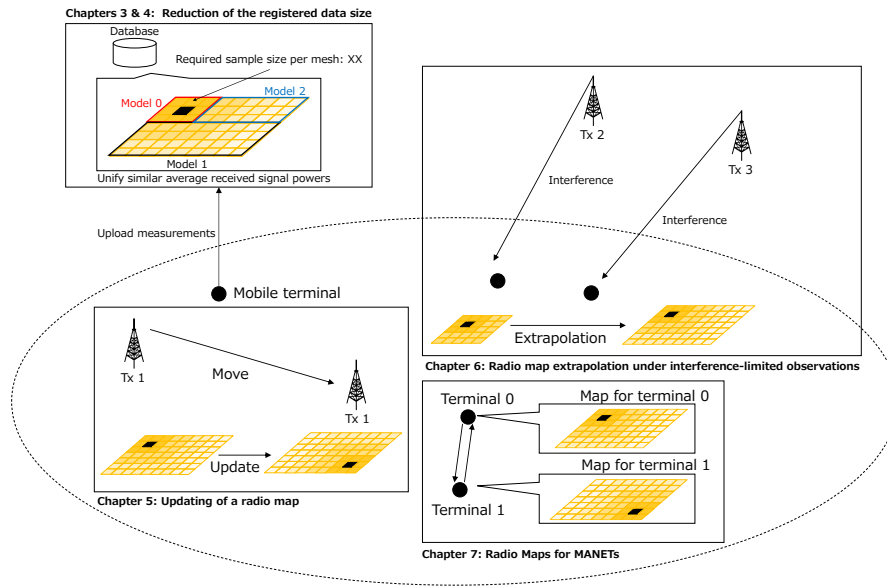 Chapters 3 & 4: Reduction of the registered data size
Database
Required sample size per mesh: XX
Model 2
Model 0
Model 1
Unify similar average received signal powers
Upload measurements
Mobile terminal
Tx 1
Move
Tx 1
Update
Chapter 5: Updating of a radio map
Tx 2
Tx 3
Interference
Interference
Extrapolation
Chapter 6: Radio map extrapolation under interference-limited observations
Terminal 0
Map for terminal 0
Map for terminal 1
Terminal 1
Chapter 7: Radio Maps for MANETs